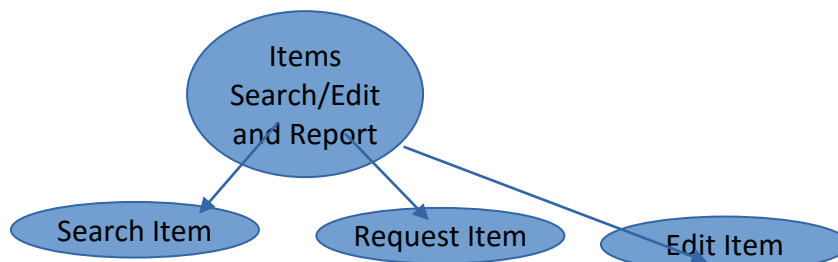 Items
Search/Edit
and Report
Search Item
Request Item
Edit Item